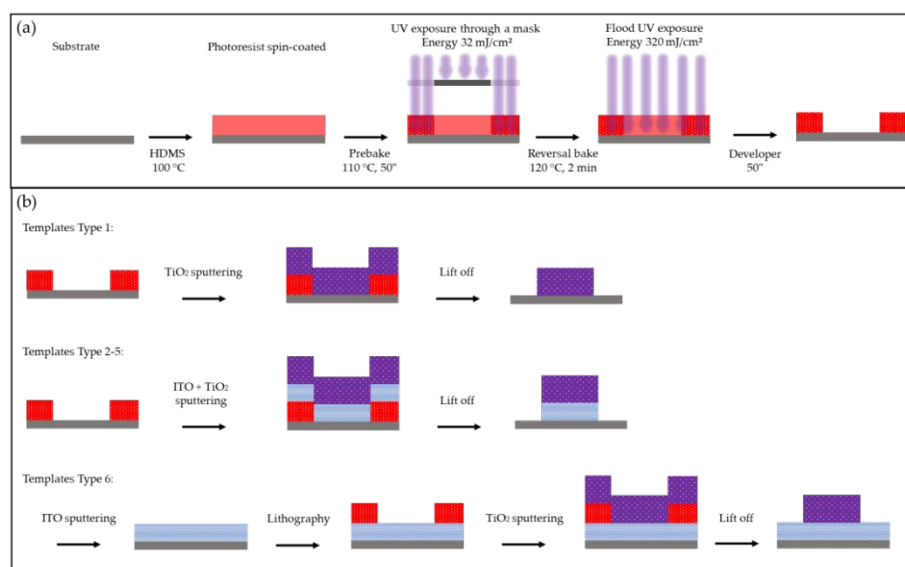 (a)
Substrate
Photoresist spin-coated
UV exposure through a mask
Energy 32 mJ/cm²
Flood UV exposure
Energy 320 mJ/cm²
HDMS
100 °C
Prebake
110 °C, 50"
Reversal bake
120 °C, 2 min
Developer
50"
(b)
Templates Type 1:
TiO₂ sputtering
Lift off
Templates Type 2-5:
ITO + TiO₂
sputtering
Lift off
Templates Type 6:
ITO sputtering
Lithography
TiO₂ sputtering
Lift off